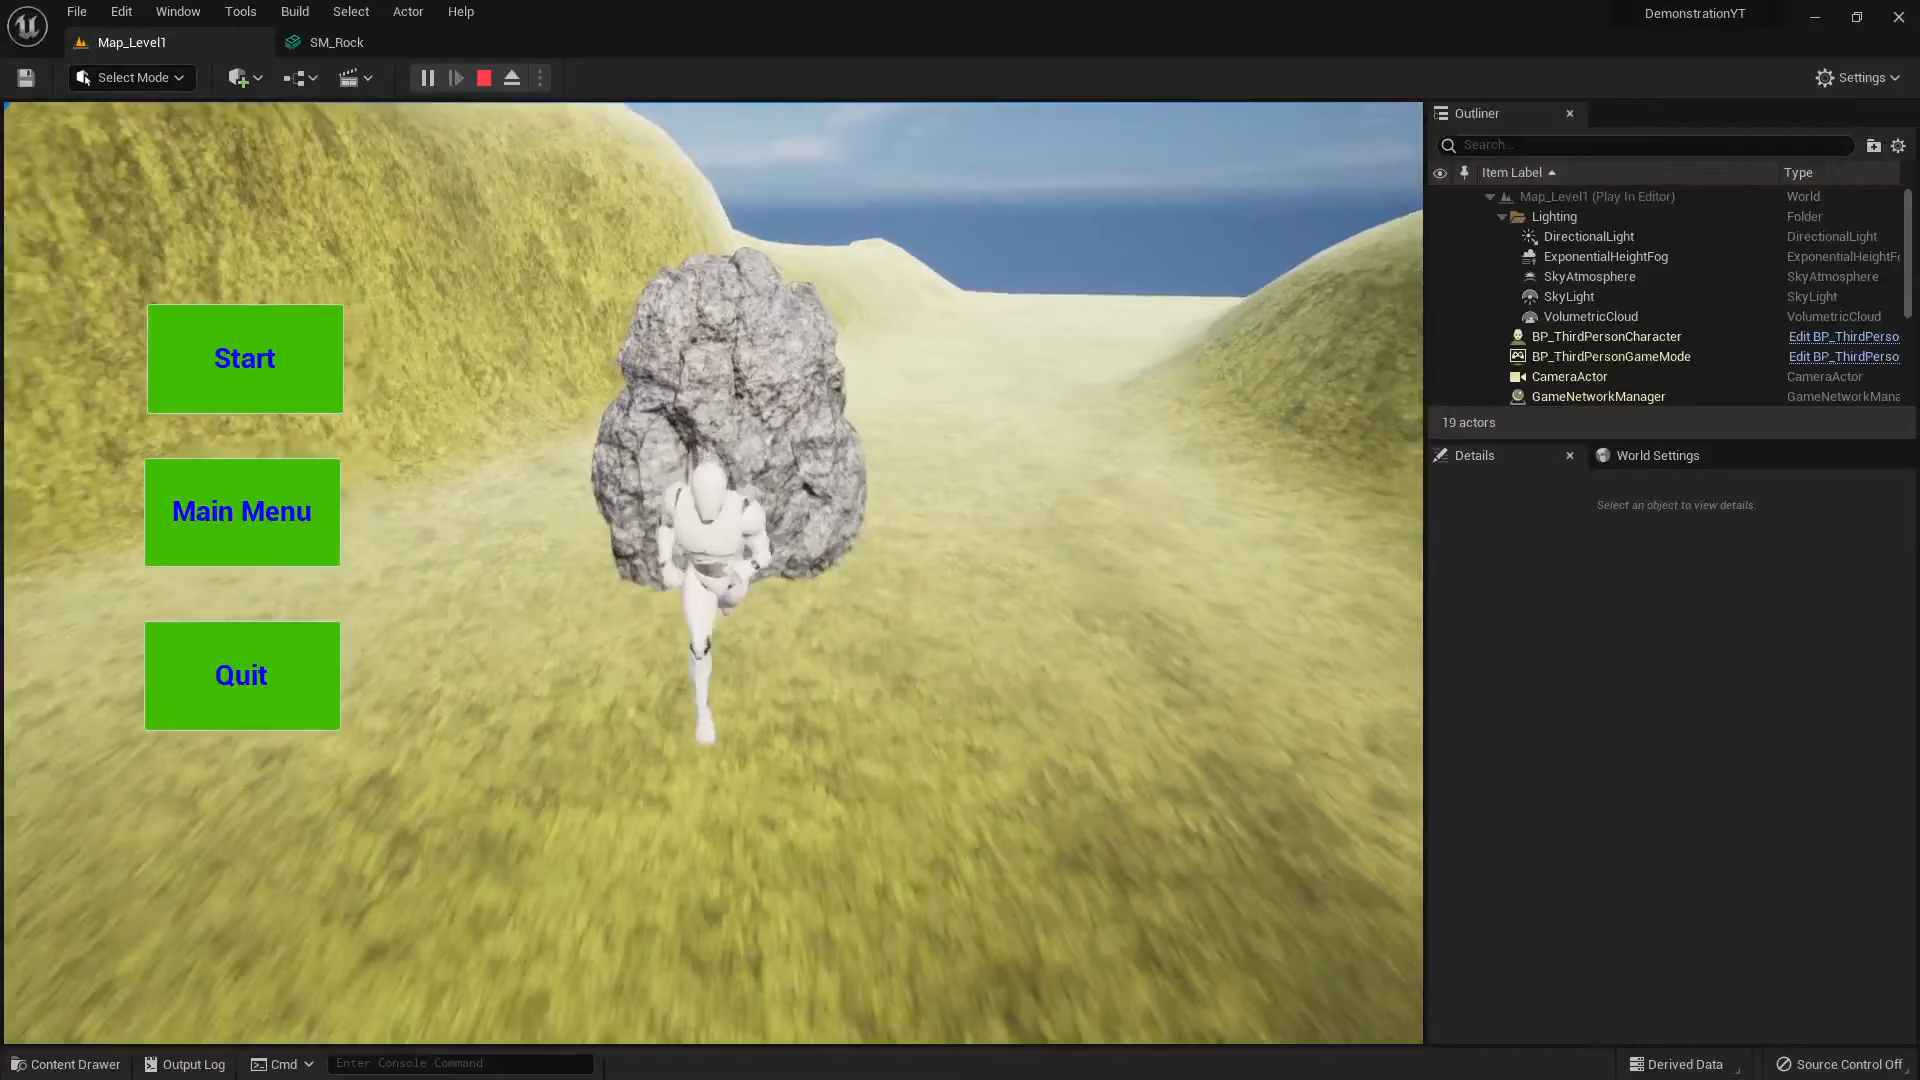 File Edit Window Tools Build Select Actor Help
DemonstrationYT
Map_Level1
SM_Rock
Select Mode
Settings
Start
Main Menu
Quit
Outliner
Search...
Item Label Type
Map_Level1 (Play In Editor) World
Lighting Folder
DirectionalLight DirectionalLight
ExponentialHeightFog ExponentialHeightF
SkyAtmosphere SkyAtmosphere
SkyLight SkyLight
VolumetricCloud VolumetricCloud
BP_ThirdPersonCharacter Edit BP_ThirdPerso
BP_ThirdPersonGameMode Edit BP_ThirdPerso
CameraActor CameraActor
GameNetworkManager GameNetworkMana
19 actors
Details
World Settings
Select an object to view details.
Content Drawer
Output Log
Cmd
Enter Console Command
Derived Data
Source Control Off